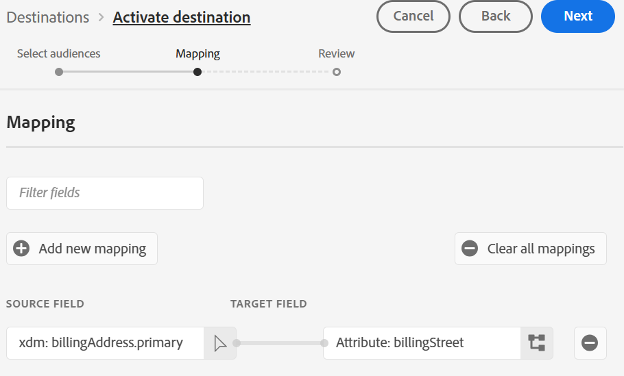 Destinations > Activate destination
Cancel
Back
Next
Select audiences
Mapping
Review
Mapping
Filter fields
Add new mapping
Clear all mappings
SOURCE FIELD
TARGET FIELD
xdm: billingAddress.primary
Attribute: billingStreet